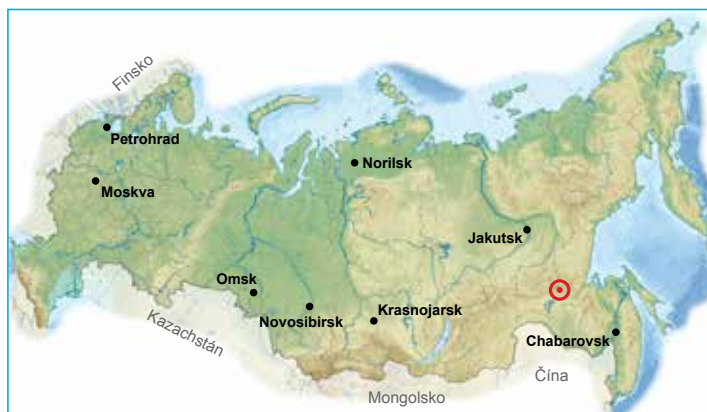 Finsko
Petrohrad
Moskva
Norilsk
Jakutsk
Omsk
Novosibirsk
Krasnojarsk
Kazachstán
Chabarovsk
Čína
Mongolsko